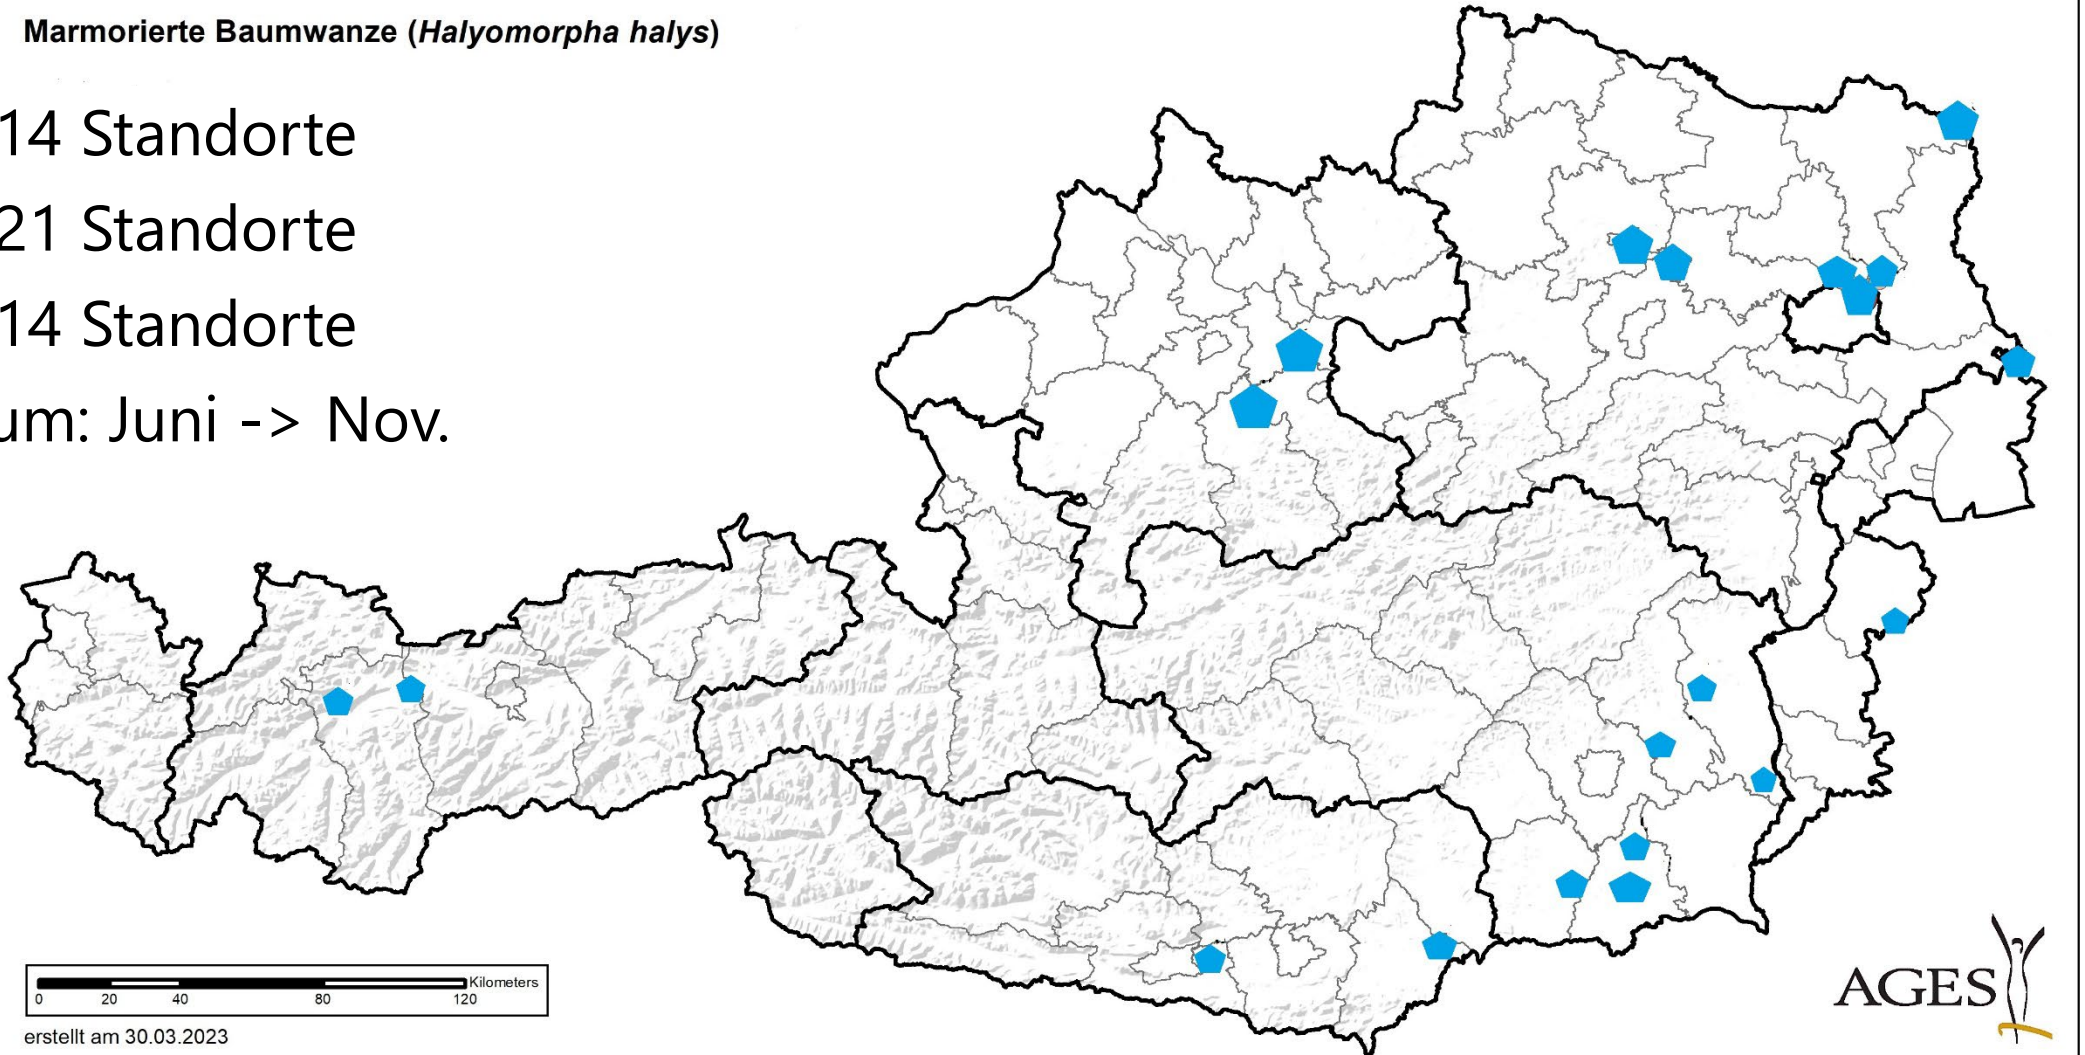 Marmorierte Baumwanze (Halyomorpha halys)
14 Standorte
21 Standorte
14 Standorte
um: Juni -> Nov.
Kilometers
0 20 40 80 120
erstellt am 30.03.2023
AGES